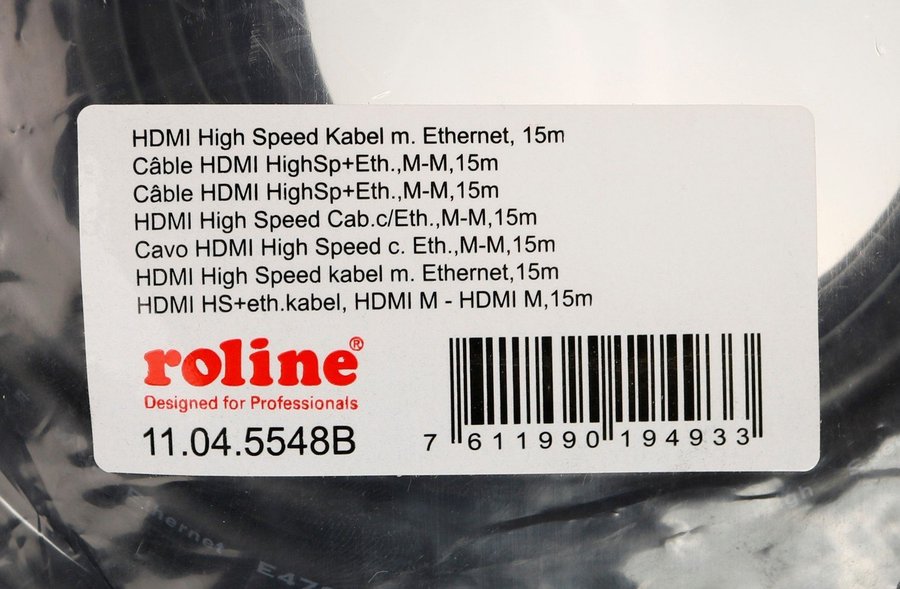 HDMI High Speed Kabel m. Ethernet, 15m
Câble HDMI HighSp+Eth.,M-M,15m
Câble HDMI HighSp+Eth.,M-M,15m
HDMI High Speed Cab.c/Eth.,M-M,15m
Cavo HDMI High Speed c. Eth.,M-M,15m
HDMI High Speed kabel m. Ethernet,15m
HDMI HS+eth.kabel, HDMI M - HDMI M,15m
roline®
Designed for Professionals
11.04.5548B
7 611990 194933